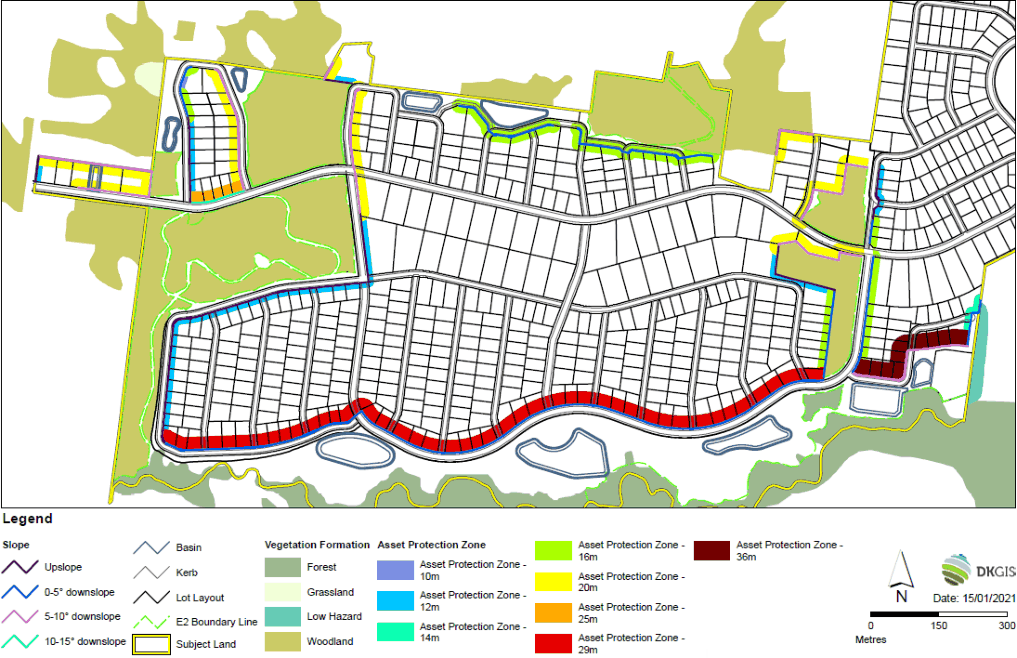 Legend
Slope
Upslope
0-5° downslope
5-10° downslope
10-15° downslope
Basin
Kerb
Lot Layout
E2 Boundary Line
Subject Land
Vegetation Formation
Forest
Grassland
Low Hazard
Woodland
Asset Protection Zone
Asset Protection Zone -
10m
Asset Protection Zone -
12m
Asset Protection Zone -
14m
Asset Protection Zone -
16m
Asset Protection Zone -
20m
Asset Protection Zone -
25m
Asset Protection Zone -
29m
Asset Protection Zone -
36m
N
DKGIS
Date: 15/01/2021
0 150 300
Metres